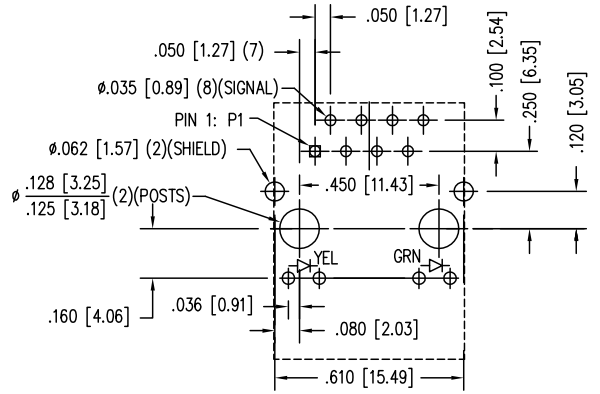 .050 [1.27]
.050 [1.27] (7)
ø.035 [0.89] (8)(SIGNAL)
PIN 1: P1
ø.062 [1.57] (2)(SHIELD)
ø .128 [3.25]
.125 [3.18] (2)(POSTS)
.100 [2.54]
.250 [6.35]
.120 [3.05]
.450 [11.43]
YEL
GRN
.036 [0.91]
.160 [4.06]
.080 [2.03]
.610 [15.49]